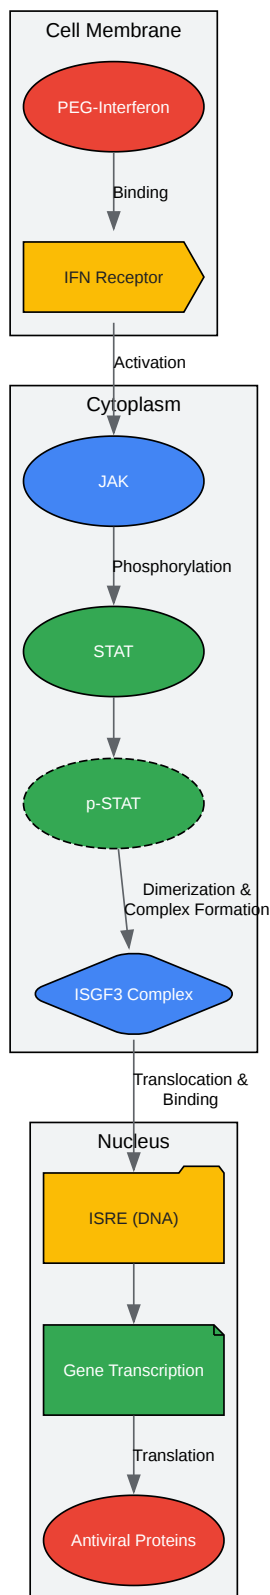 Cell Membrane
PEG-Interferon
Binding
IFN Receptor
Activation
Cytoplasm
JAK
Phosphorylation
STAT
p-STAT
Dimerization &
Complex Formation
ISGF3 Complex
Translocation &
Binding
Nucleus
ISRE (DNA)
Gene Transcription
Translation
Antiviral Proteins